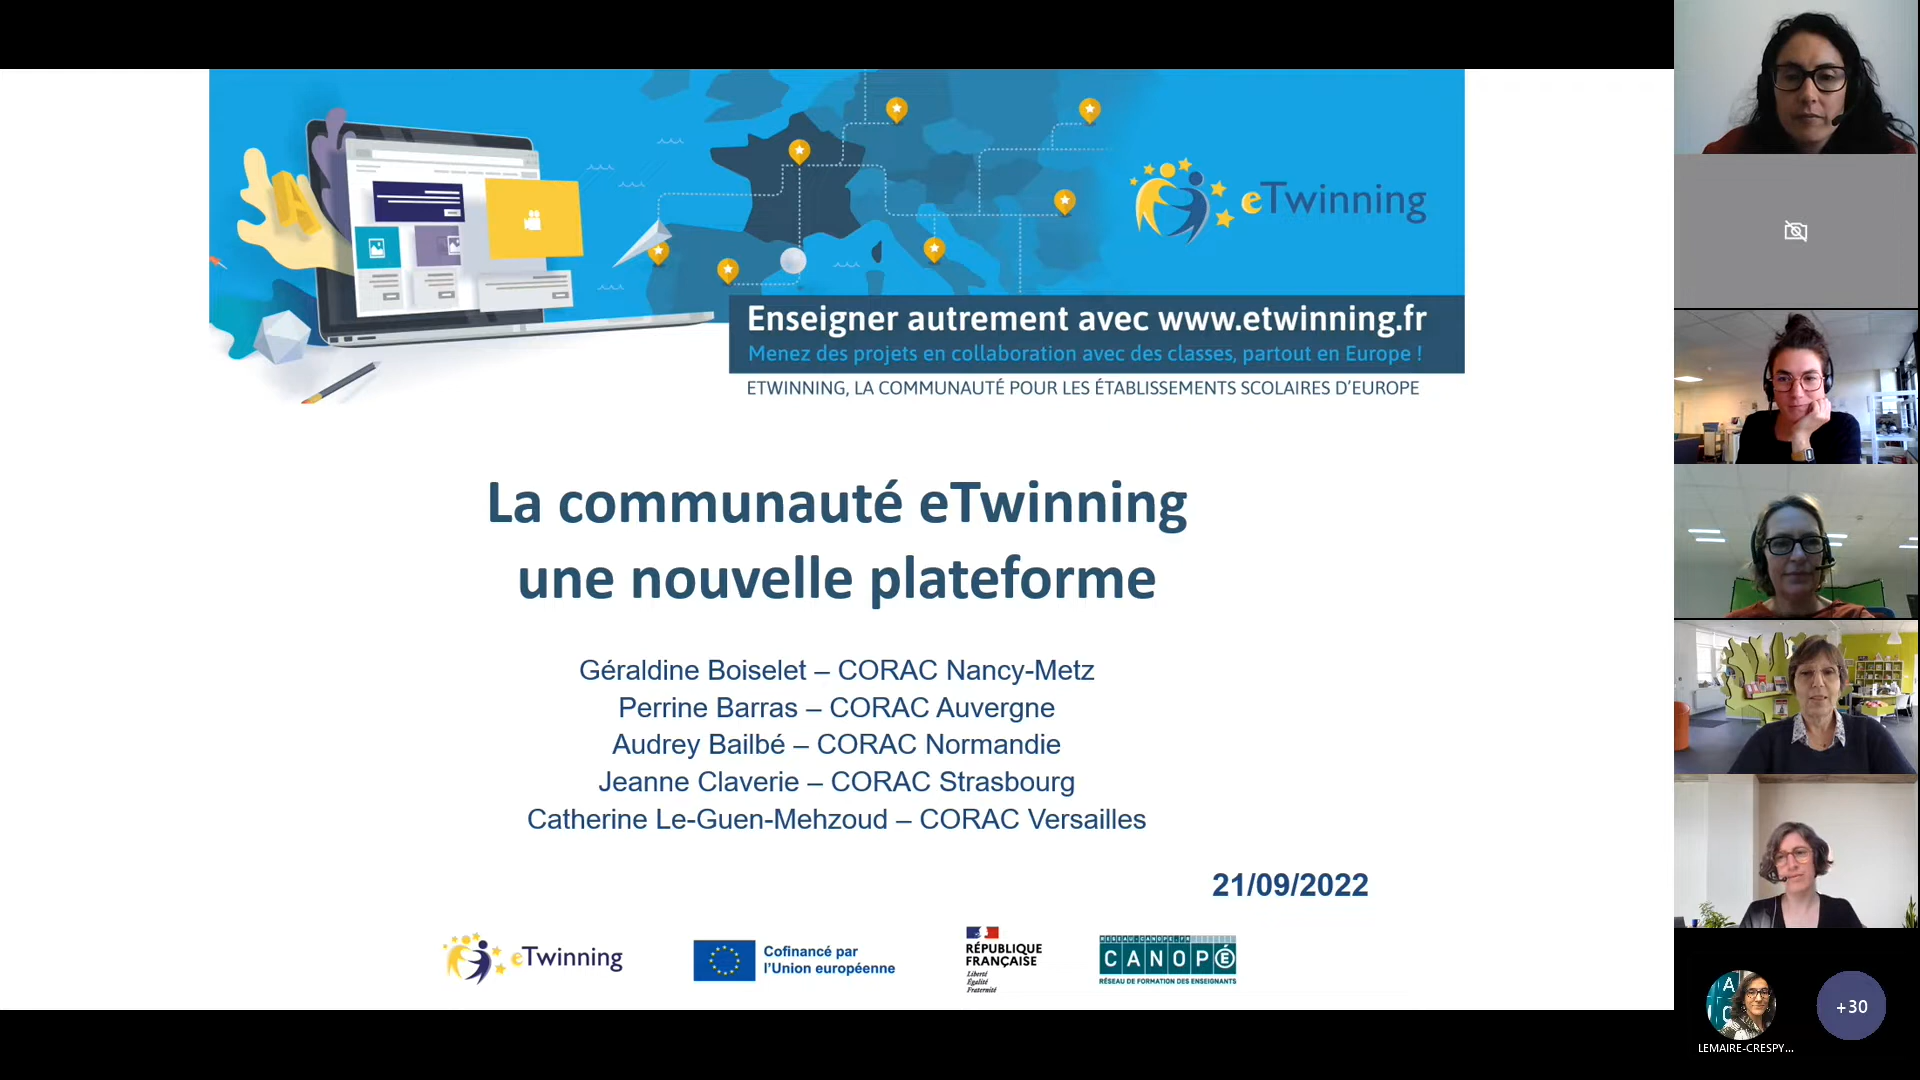 eTwinning
Enseigner autrement avec www.etwinning.fr
Menez des projets en collaboration avec des classes, partout en Europe !
ETWINNING, LA COMMUNAUTÉ POUR LES ÉTABLISSEMENTS SCOLAIRES D'EUROPE
La communauté eTwinning
une nouvelle plateforme
Géraldine Boiselet – CORAC Nancy-Metz
Perrine Barras – CORAC Auvergne
Audrey Bailbé – CORAC Normandie
Jeanne Claverie – CORAC Strasbourg
Catherine Le-Guen-Mehzoud – CORAC Versailles
21/09/2022
eTwinning
Cofinancé par
l'Union européenne
RÉPUBLIQUE
FRANÇAISE
Liberté
Égalité
Fraternité
CANOPÉ
RÉSEAU DE FORMATION DES ENSEIGNANTS
+30
LEMAIRE-CRESPY...